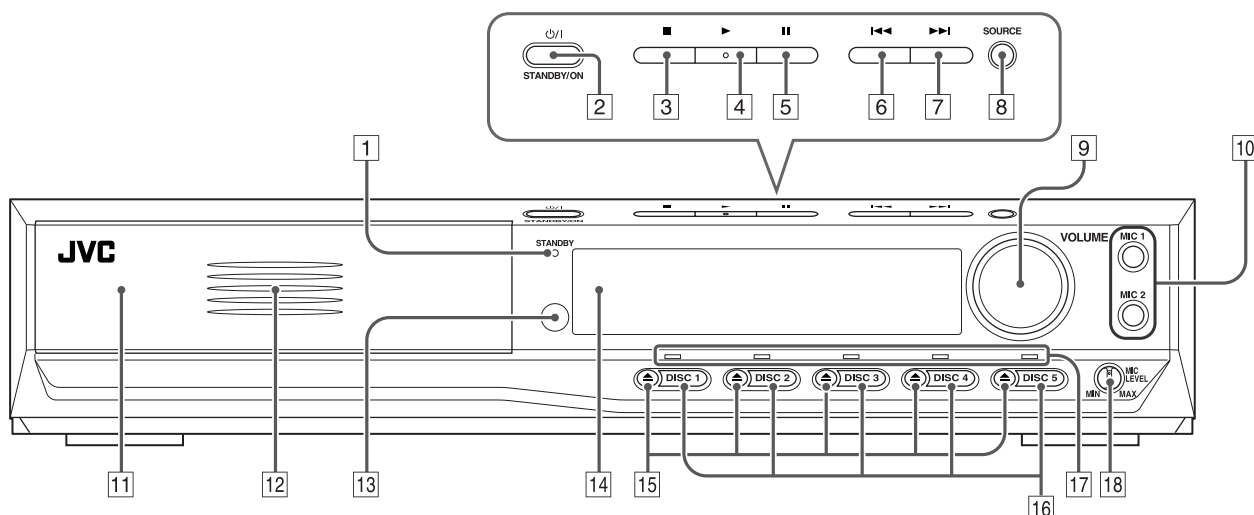 ⏻/I
STANDBY/ON
SOURCE
2 3 4 5 6 7 8
1 9 10
⏻/I
STANDBY/ON
JVC
STANDBY
VOLUME
MIC 1
MIC 2
DISC 1 DISC 2 DISC 3 DISC 4 DISC 5
MIC
LEVEL
MIN MAX
11 12 13 14 15 16 17 18